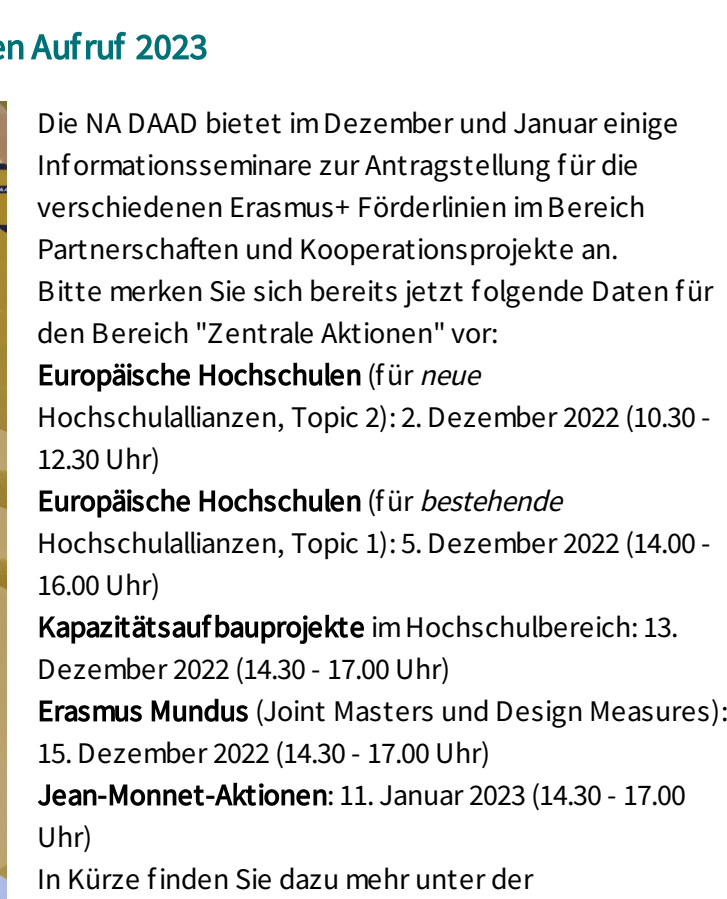 en Aufruf 2023
Die NA DAAD bietet im Dezember und Januar einige
Informationsseminare zur Antragstellung für die
verschiedenen Erasmus+ Förderlinien im Bereich
Partnerschaften und Kooperationsprojekte an.
Bitte merken Sie sich bereits jetzt folgende Daten für
den Bereich "Zentrale Aktionen" vor:
Europäische Hochschulen (für neue
Hochschulallianzen, Topic 2): 2. Dezember 2022 (10.30 -
12.30 Uhr)
Europäische Hochschulen (für bestehende
Hochschulallianzen, Topic 1): 5. Dezember 2022 (14.00 -
16.00 Uhr)
Kapazitätsaufbauprojekte im Hochschulbereich: 13.
Dezember 2022 (14.30 - 17.00 Uhr)
Erasmus Mundus (Joint Masters und Design Measures):
15. Dezember 2022 (14.30 - 17.00 Uhr)
Jean-Monnet-Aktionen: 11. Januar 2023 (14.30 - 17.00
Uhr)
In Kürze finden Sie dazu mehr unter der